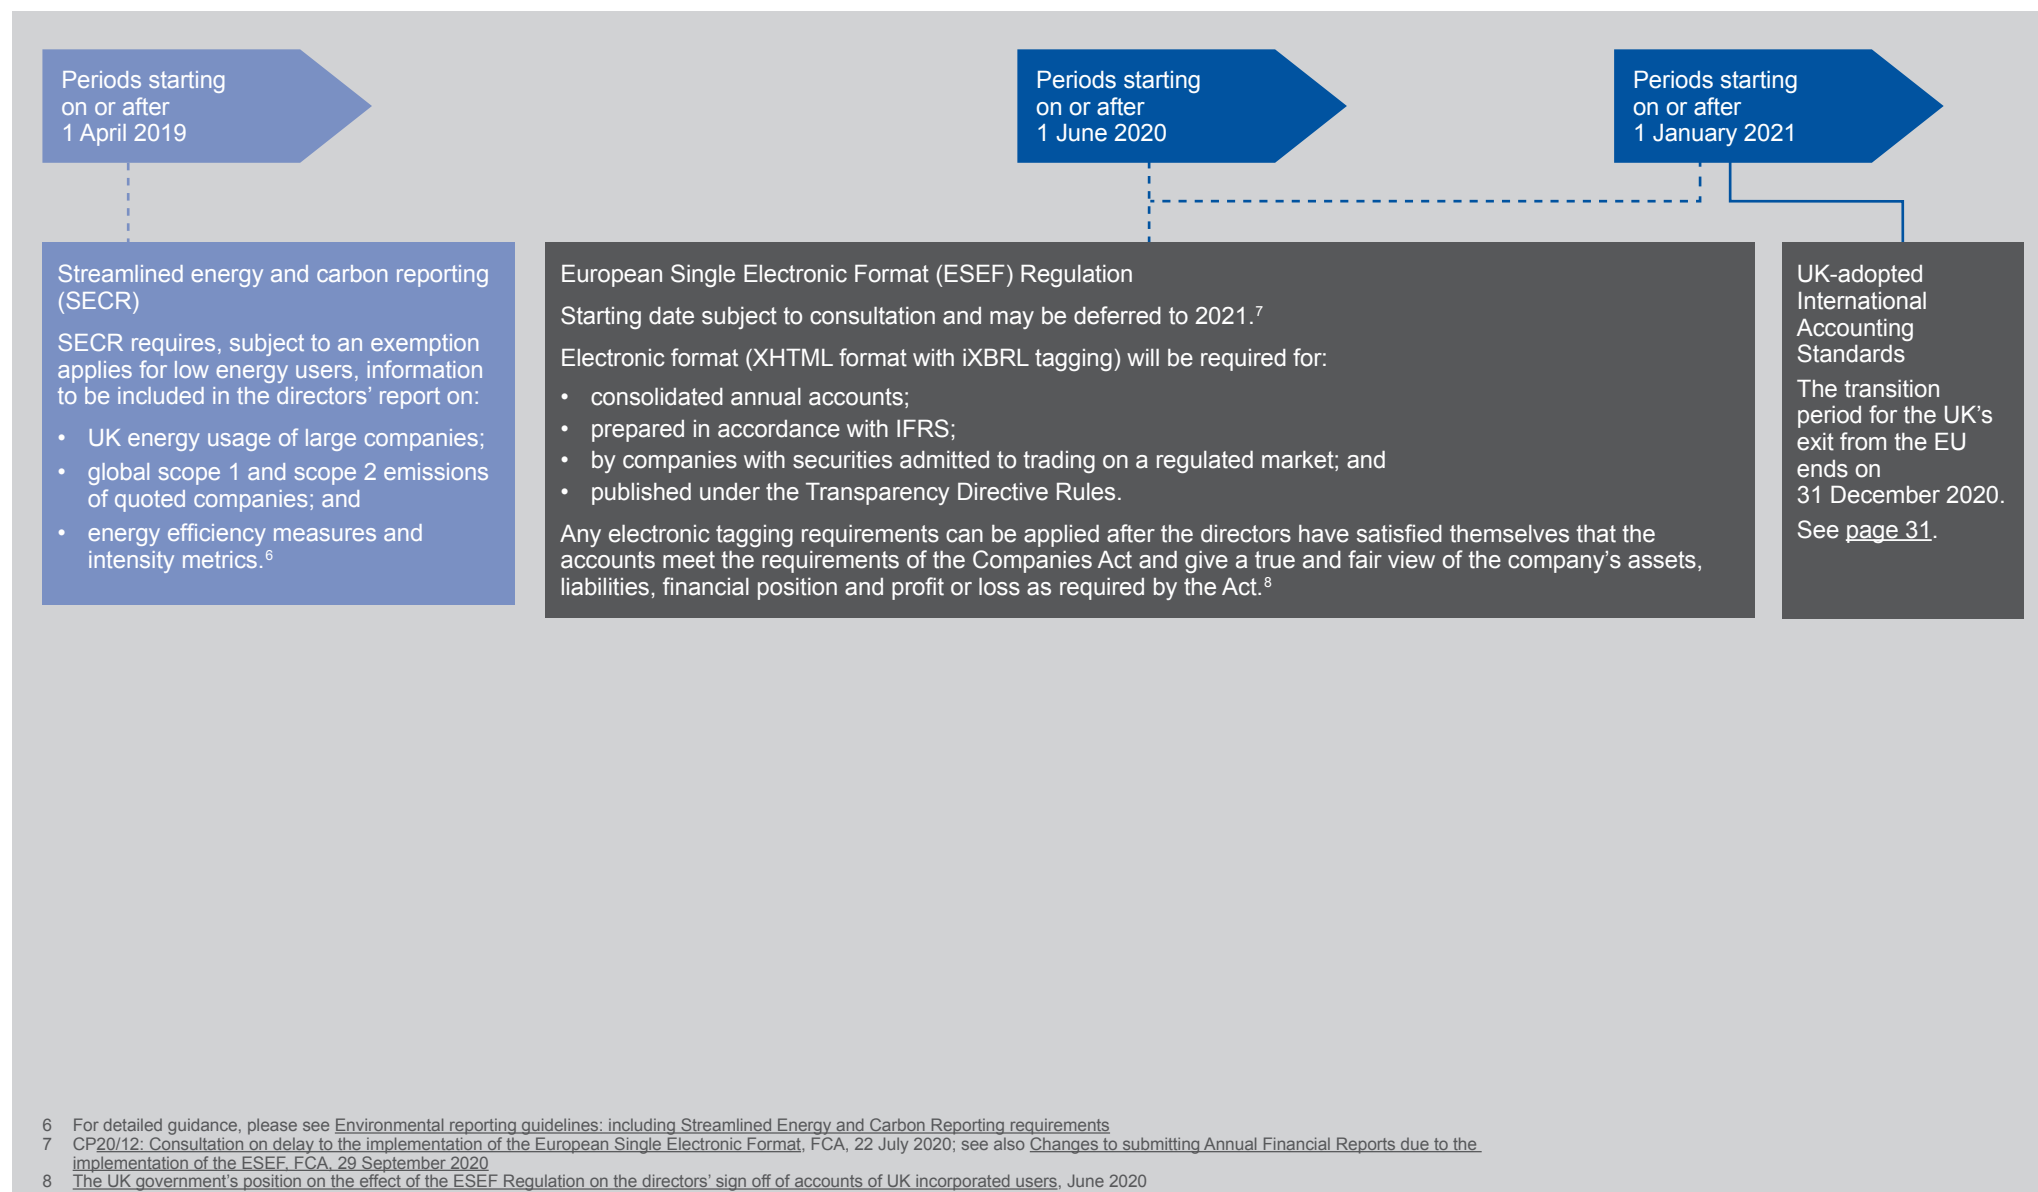 Periods starting
on or after
1 April 2019
Periods starting
on or after
1 June 2020
Periods starting
on or after
1 January 2021
Streamlined energy and carbon reporting
(SECR)
SECR requires, subject to an exemption
applies for low energy users, information
to be included in the directors’ report on:
• UK energy usage of large companies;
• global scope 1 and scope 2 emissions
of quoted companies; and
• energy efficiency measures and
intensity metrics.6
European Single Electronic Format (ESEF) Regulation
Starting date subject to consultation and may be deferred to 2021.7
Electronic format (XHTML format with iXBRL tagging) will be required for:
• consolidated annual accounts;
• prepared in accordance with IFRS;
• by companies with securities admitted to trading on a regulated market; and
• published under the Transparency Directive Rules.
Any electronic tagging requirements can be applied after the directors have satisfied themselves that the
accounts meet the requirements of the Companies Act and give a true and fair view of the company’s assets,
liabilities, financial position and profit or loss as required by the Act.8
UK-adopted
International
Accounting
Standards
The transition
period for the UK’s
exit from the EU
ends on
31 December 2020.
See page 31.
6 For detailed guidance, please see Environmental reporting guidelines: including Streamlined Energy and Carbon Reporting requirements
7 CP20/12: Consultation on delay to the implementation of the European Single Electronic Format, FCA, 22 July 2020; see also Changes to submitting Annual Financial Reports due to the
implementation of the ESEF, FCA, 29 September 2020
8 The UK government’s position on the effect of the ESEF Regulation on the directors’ sign off of accounts of UK incorporated users, June 2020